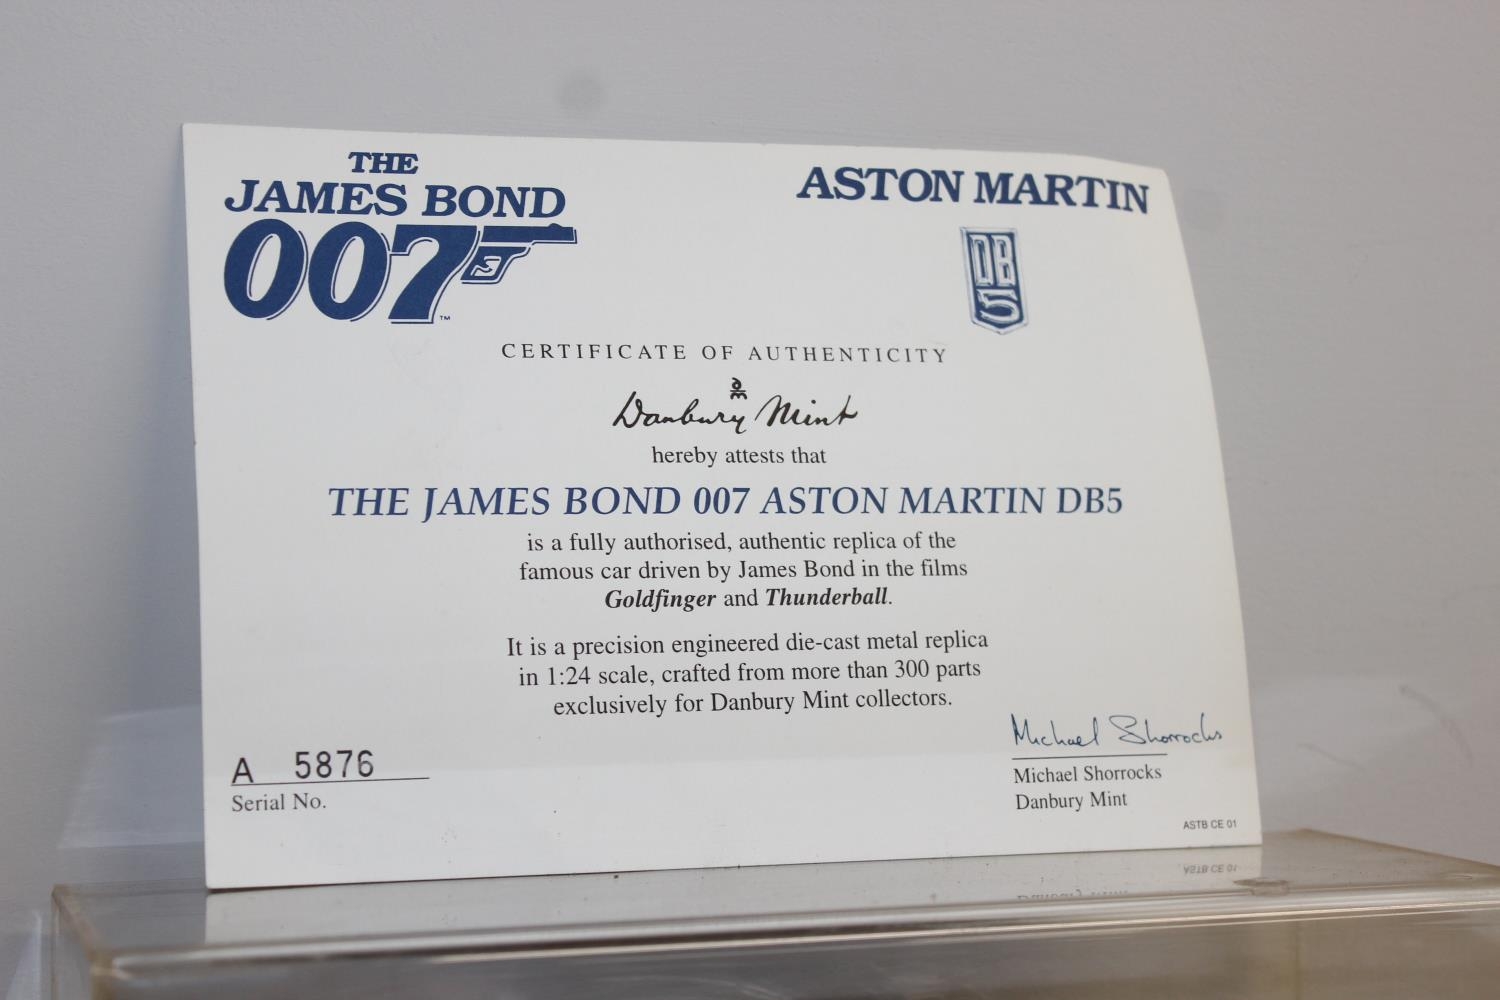 THE
JAMES BOND
007
™
ASTON MARTIN
DB
5
CERTIFICATE OF AUTHENTICITY
Danbury Mint
hereby attests that
THE JAMES BOND 007 ASTON MARTIN DB5
is a fully authorised, authentic replica of the
famous car driven by James Bond in the films
Goldfinger and Thunderball.
It is a precision engineered die-cast metal replica
in 1:24 scale, crafted from more than 300 parts
exclusively for Danbury Mint collectors.
A 5876
Serial No.
Michael Shorrocks
Michael Shorrocks
Danbury Mint
ASTB CE 01